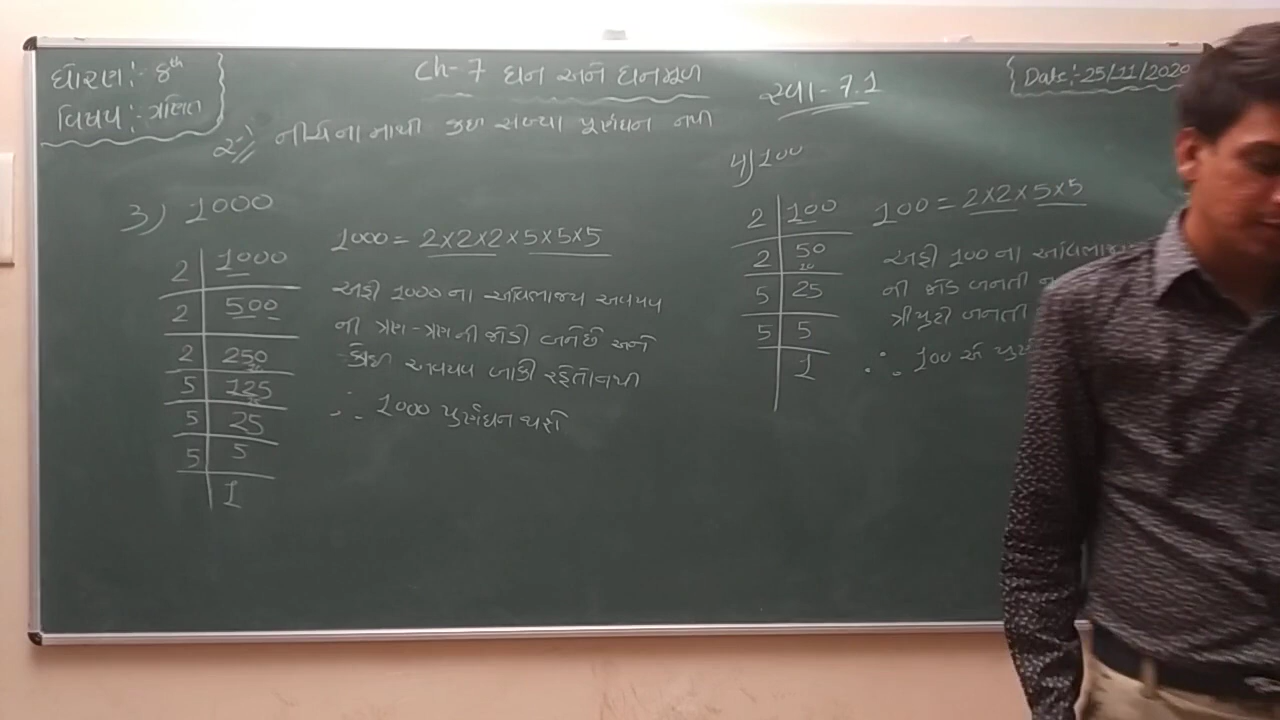 ધોરણ:- 8th
વિષય:- ગણિત
Ch-7 ઘન અને ઘનમૂળ
સ્વા-7.1
Date:-25/11/2020
2:- નીચેનામાથી કઇ સંખ્યા પૂર્ણઘન નથી
3) 1000
2 | 1000
2 | 500
2 | 250
5 | 125
5 | 25
5 | 5
1
1000 = 2×2×2×5×5×5
અહી 1000 ના અવિભાજ્ય અવયવ
ની ત્રણ-ત્રણ ની જોડી બનેછે અને
કોઇ અવયવ બાકી રહેતો નથી
∴ 1000 પુર્ણઘન થશે
4) 100
2 | 100
2 | 50
5 | 25
5 | 5
1
100 = 2×2×5×5
અહી 100 ના
ની જોડ બનતી
ત્રીપુટી બનતી
∴ 100 એ